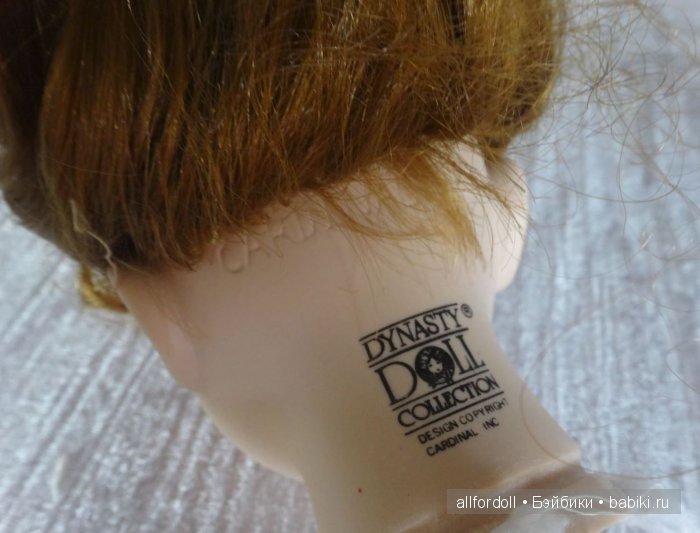 DYNASTY®
DOLL
COLLECTION
DESIGN COPYRIGHT
CARDINAL INC
allfordoll • Бэйбики • babiki.ru